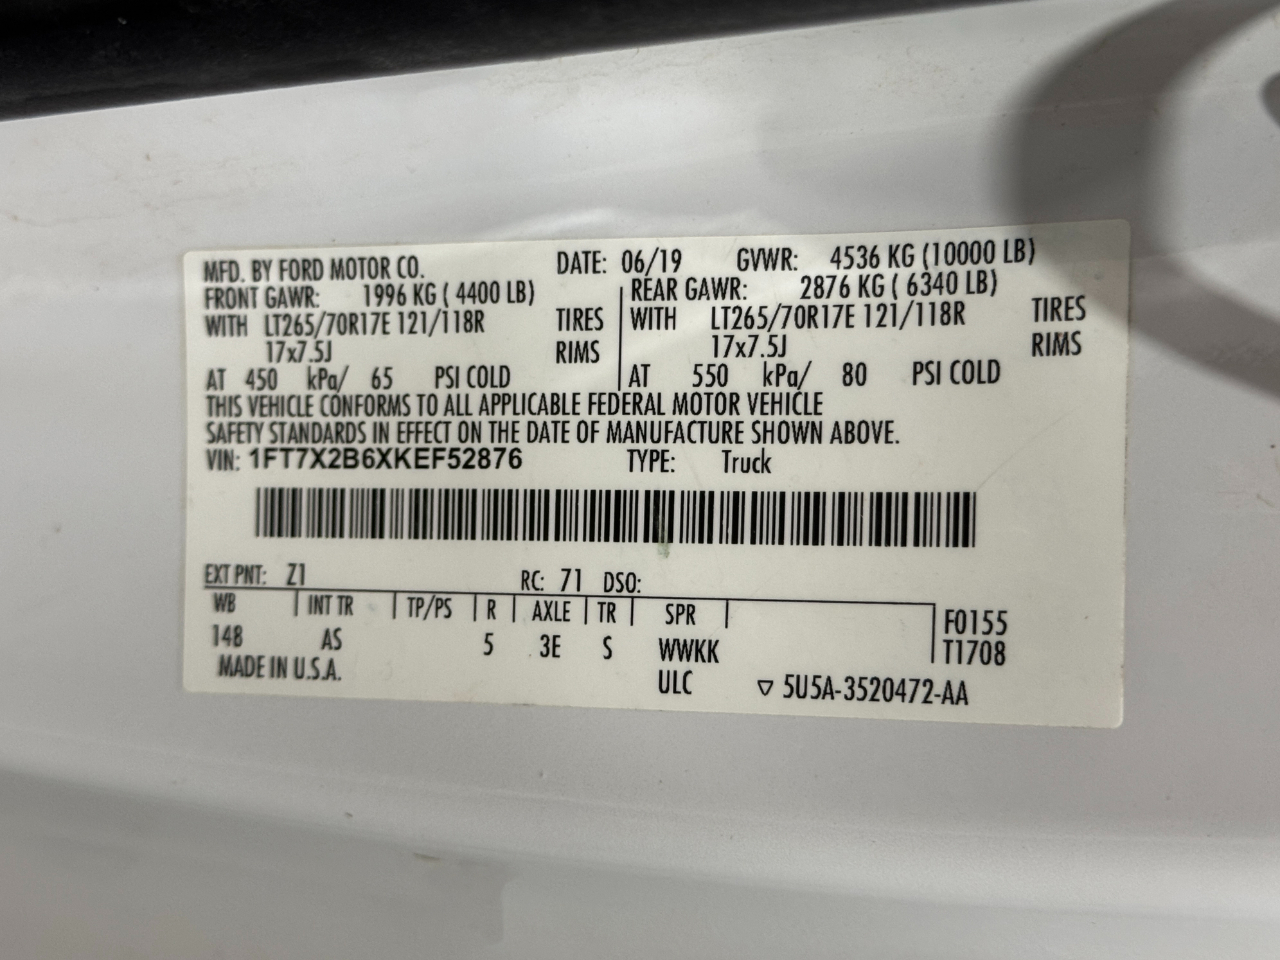 MFD. BY FORD MOTOR CO. DATE: 06/19 GVWR: 4536 KG (10000 LB)
FRONT GAWR: 1996 KG ( 4400 LB) REAR GAWR: 2876 KG ( 6340 LB)
WITH LT265/70R17E 121/118R TIRES WITH LT265/70R17E 121/118R TIRES
17x7.5J RIMS 17x7.5J RIMS
AT 450 kPa/ 65 PSI COLD AT 550 kPa/ 80 PSI COLD
THIS VEHICLE CONFORMS TO ALL APPLICABLE FEDERAL MOTOR VEHICLE
SAFETY STANDARDS IN EFFECT ON THE DATE OF MANUFACTURE SHOWN ABOVE.
VIN: 1FT7X2B6XKEF52876 TYPE: Truck
EXT PNT: Z1 RC: 71 DSO:
WB INT TR TP/PS R AXLE TR SPR F0155
148 AS 5 3E S WWKK T1708
MADE IN U.S.A. ULC ▽ 5U5A-3520472-AA